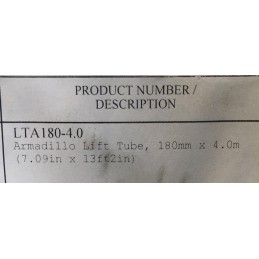 PRODUCT NUMBER /
DESCRIPTION
LTA180-4.0
Armadillo Lift Tube, 180mm x 4.0m
(7.09in x 13ft2in)